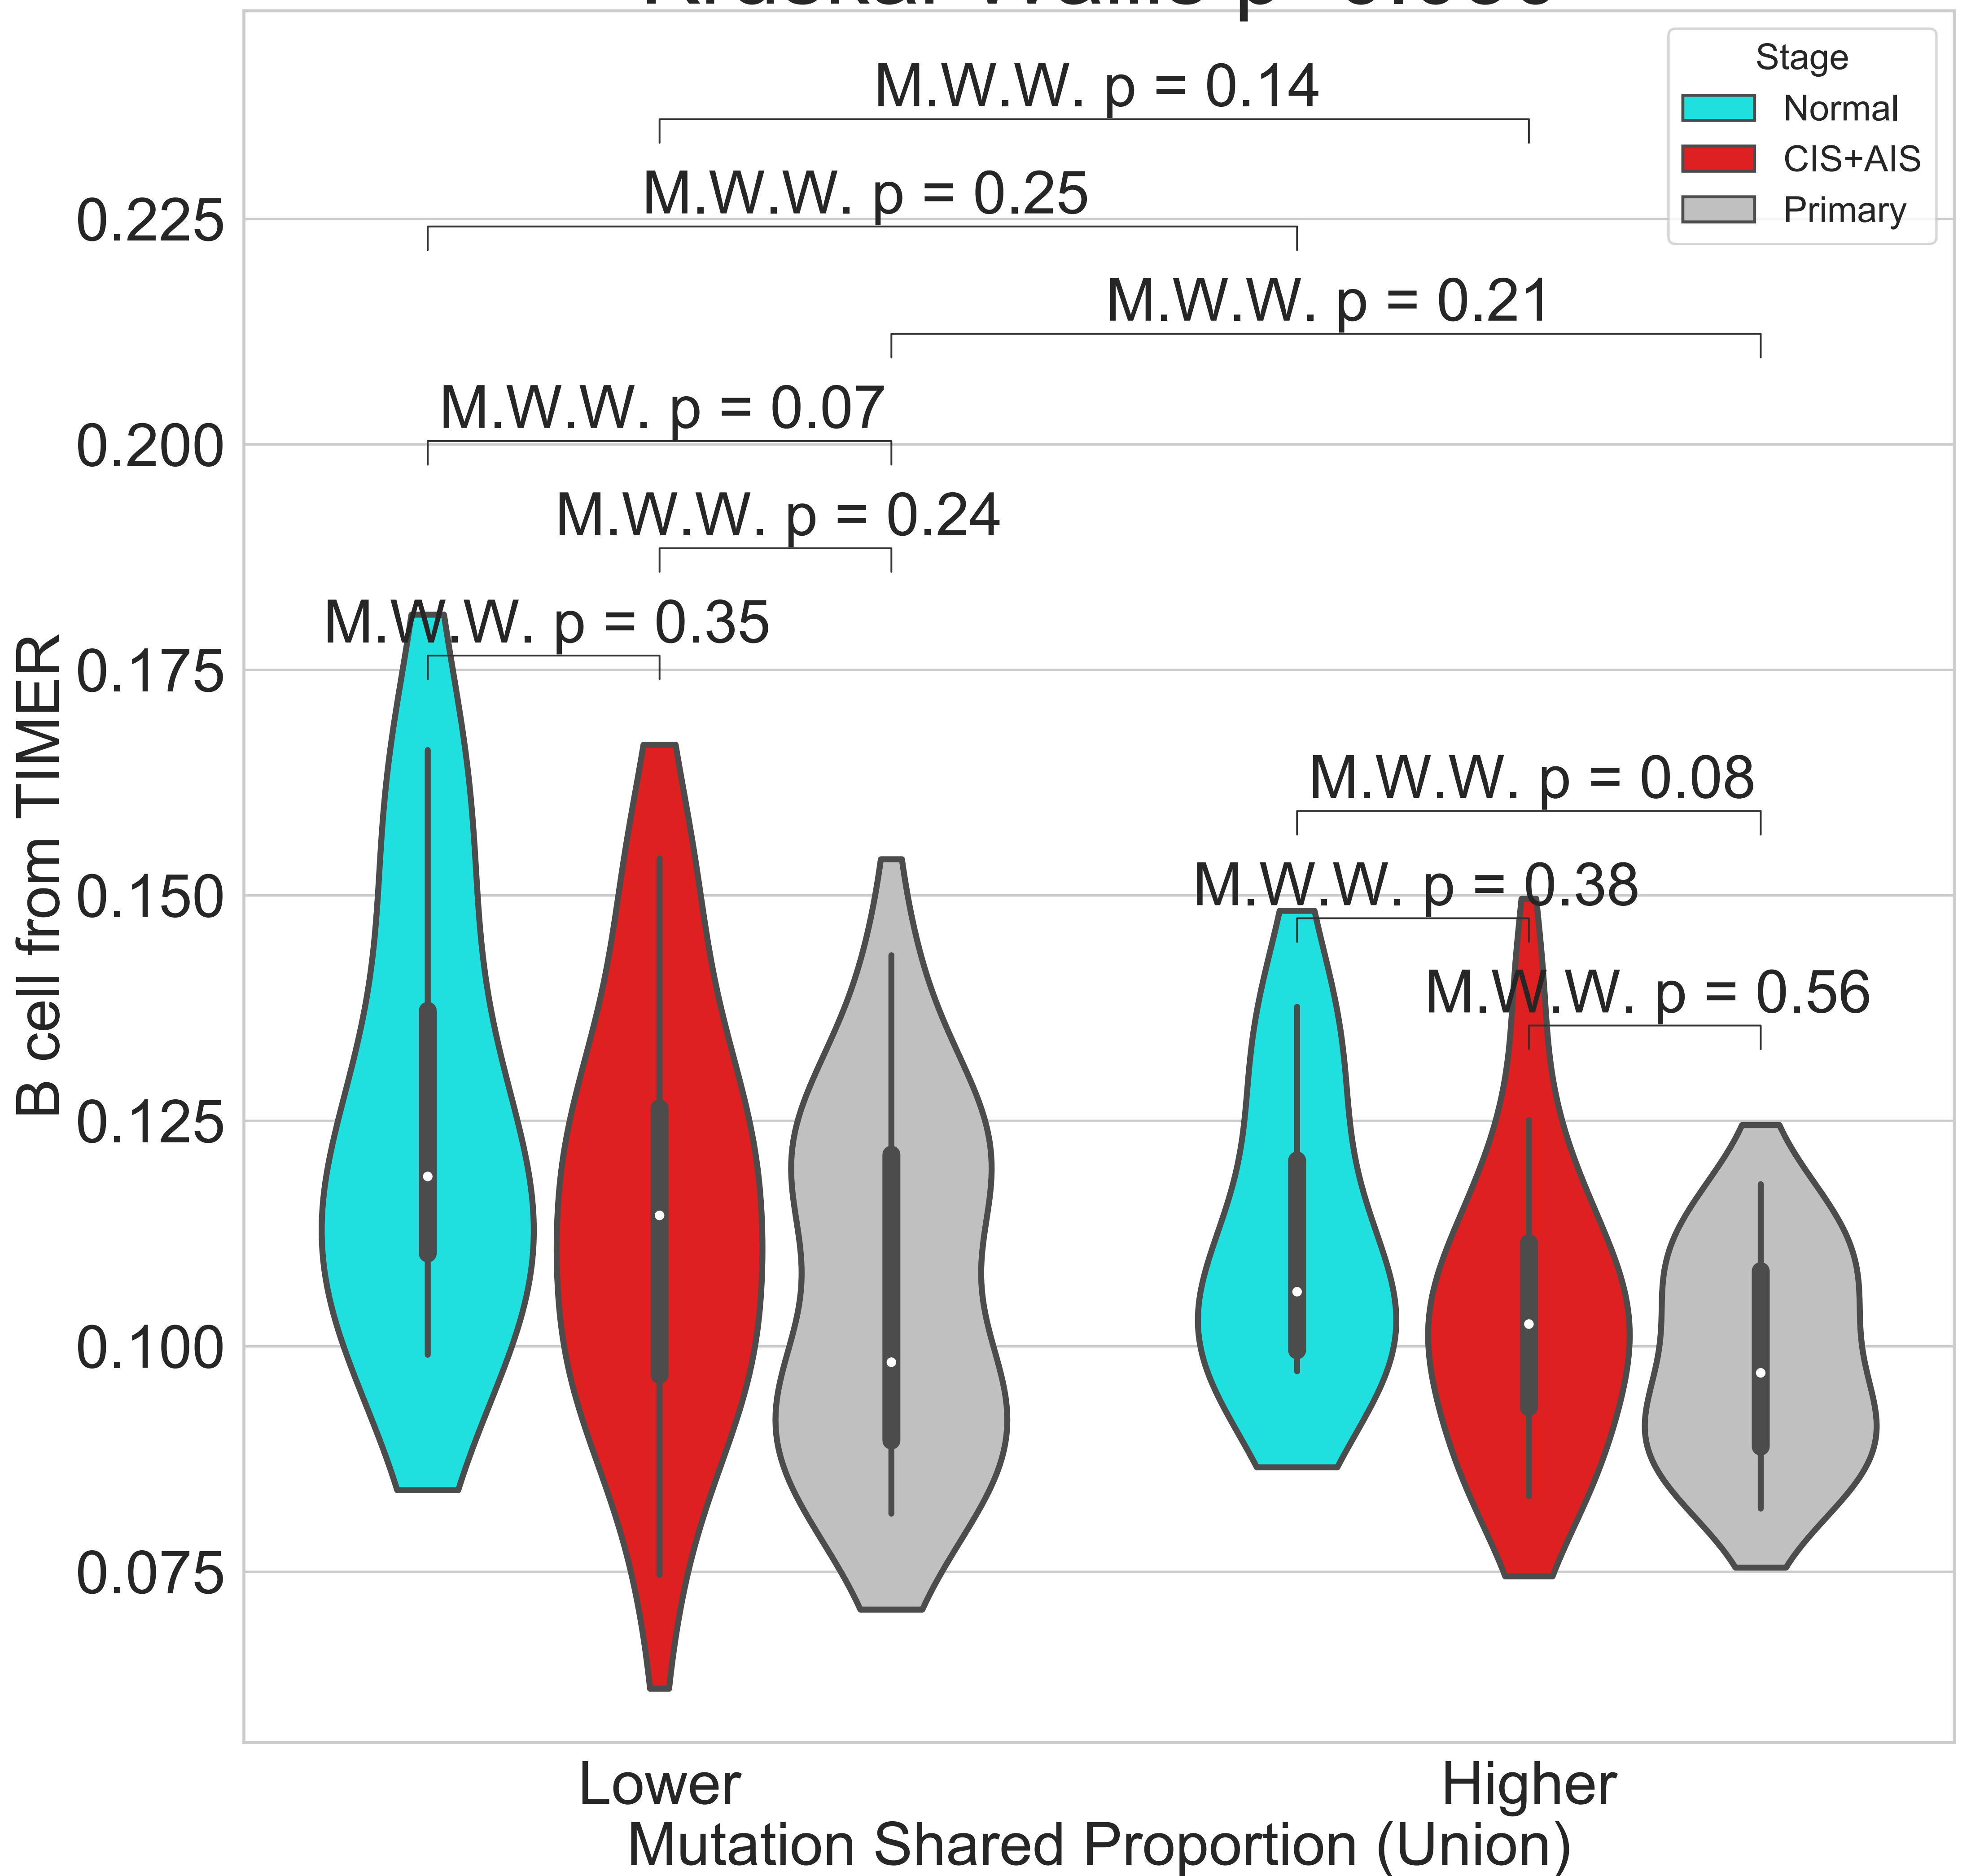 Stage
Normal
CIS+AIS
Primary
M.W.W. p = 0.14
M.W.W. p = 0.25
M.W.W. p = 0.21
M.W.W. p = 0.07
M.W.W. p = 0.24
M.W.W. p = 0.35
M.W.W. p = 0.08
M.W.W. p = 0.38
M.W.W. p = 0.56
B cell from TIMER
0.225
0.200
0.175
0.150
0.125
0.100
0.075
Lower
Higher
Mutation Shared Proportion (Union)